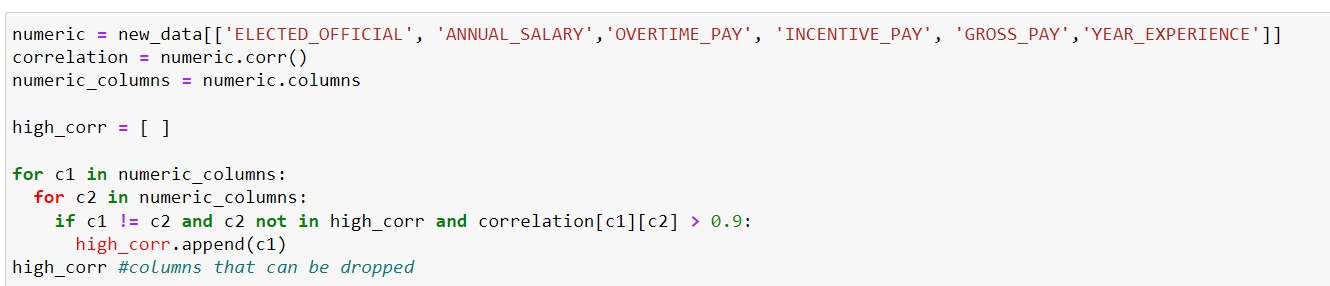 numeric = new_data[['ELECTED_OFFICIAL', 'ANNUAL_SALARY','OVERTIME_PAY', 'INCENTIVE_PAY', 'GROSS_PAY','YEAR_EXPERIENCE']]
correlation = numeric.corr()
numeric_columns = numeric.columns

high_corr = [ ]

for c1 in numeric_columns:
  for c2 in numeric_columns:
    if c1 != c2 and c2 not in high_corr and correlation[c1][c2] > 0.9:
      high_corr.append(c1)
high_corr #columns that can be dropped